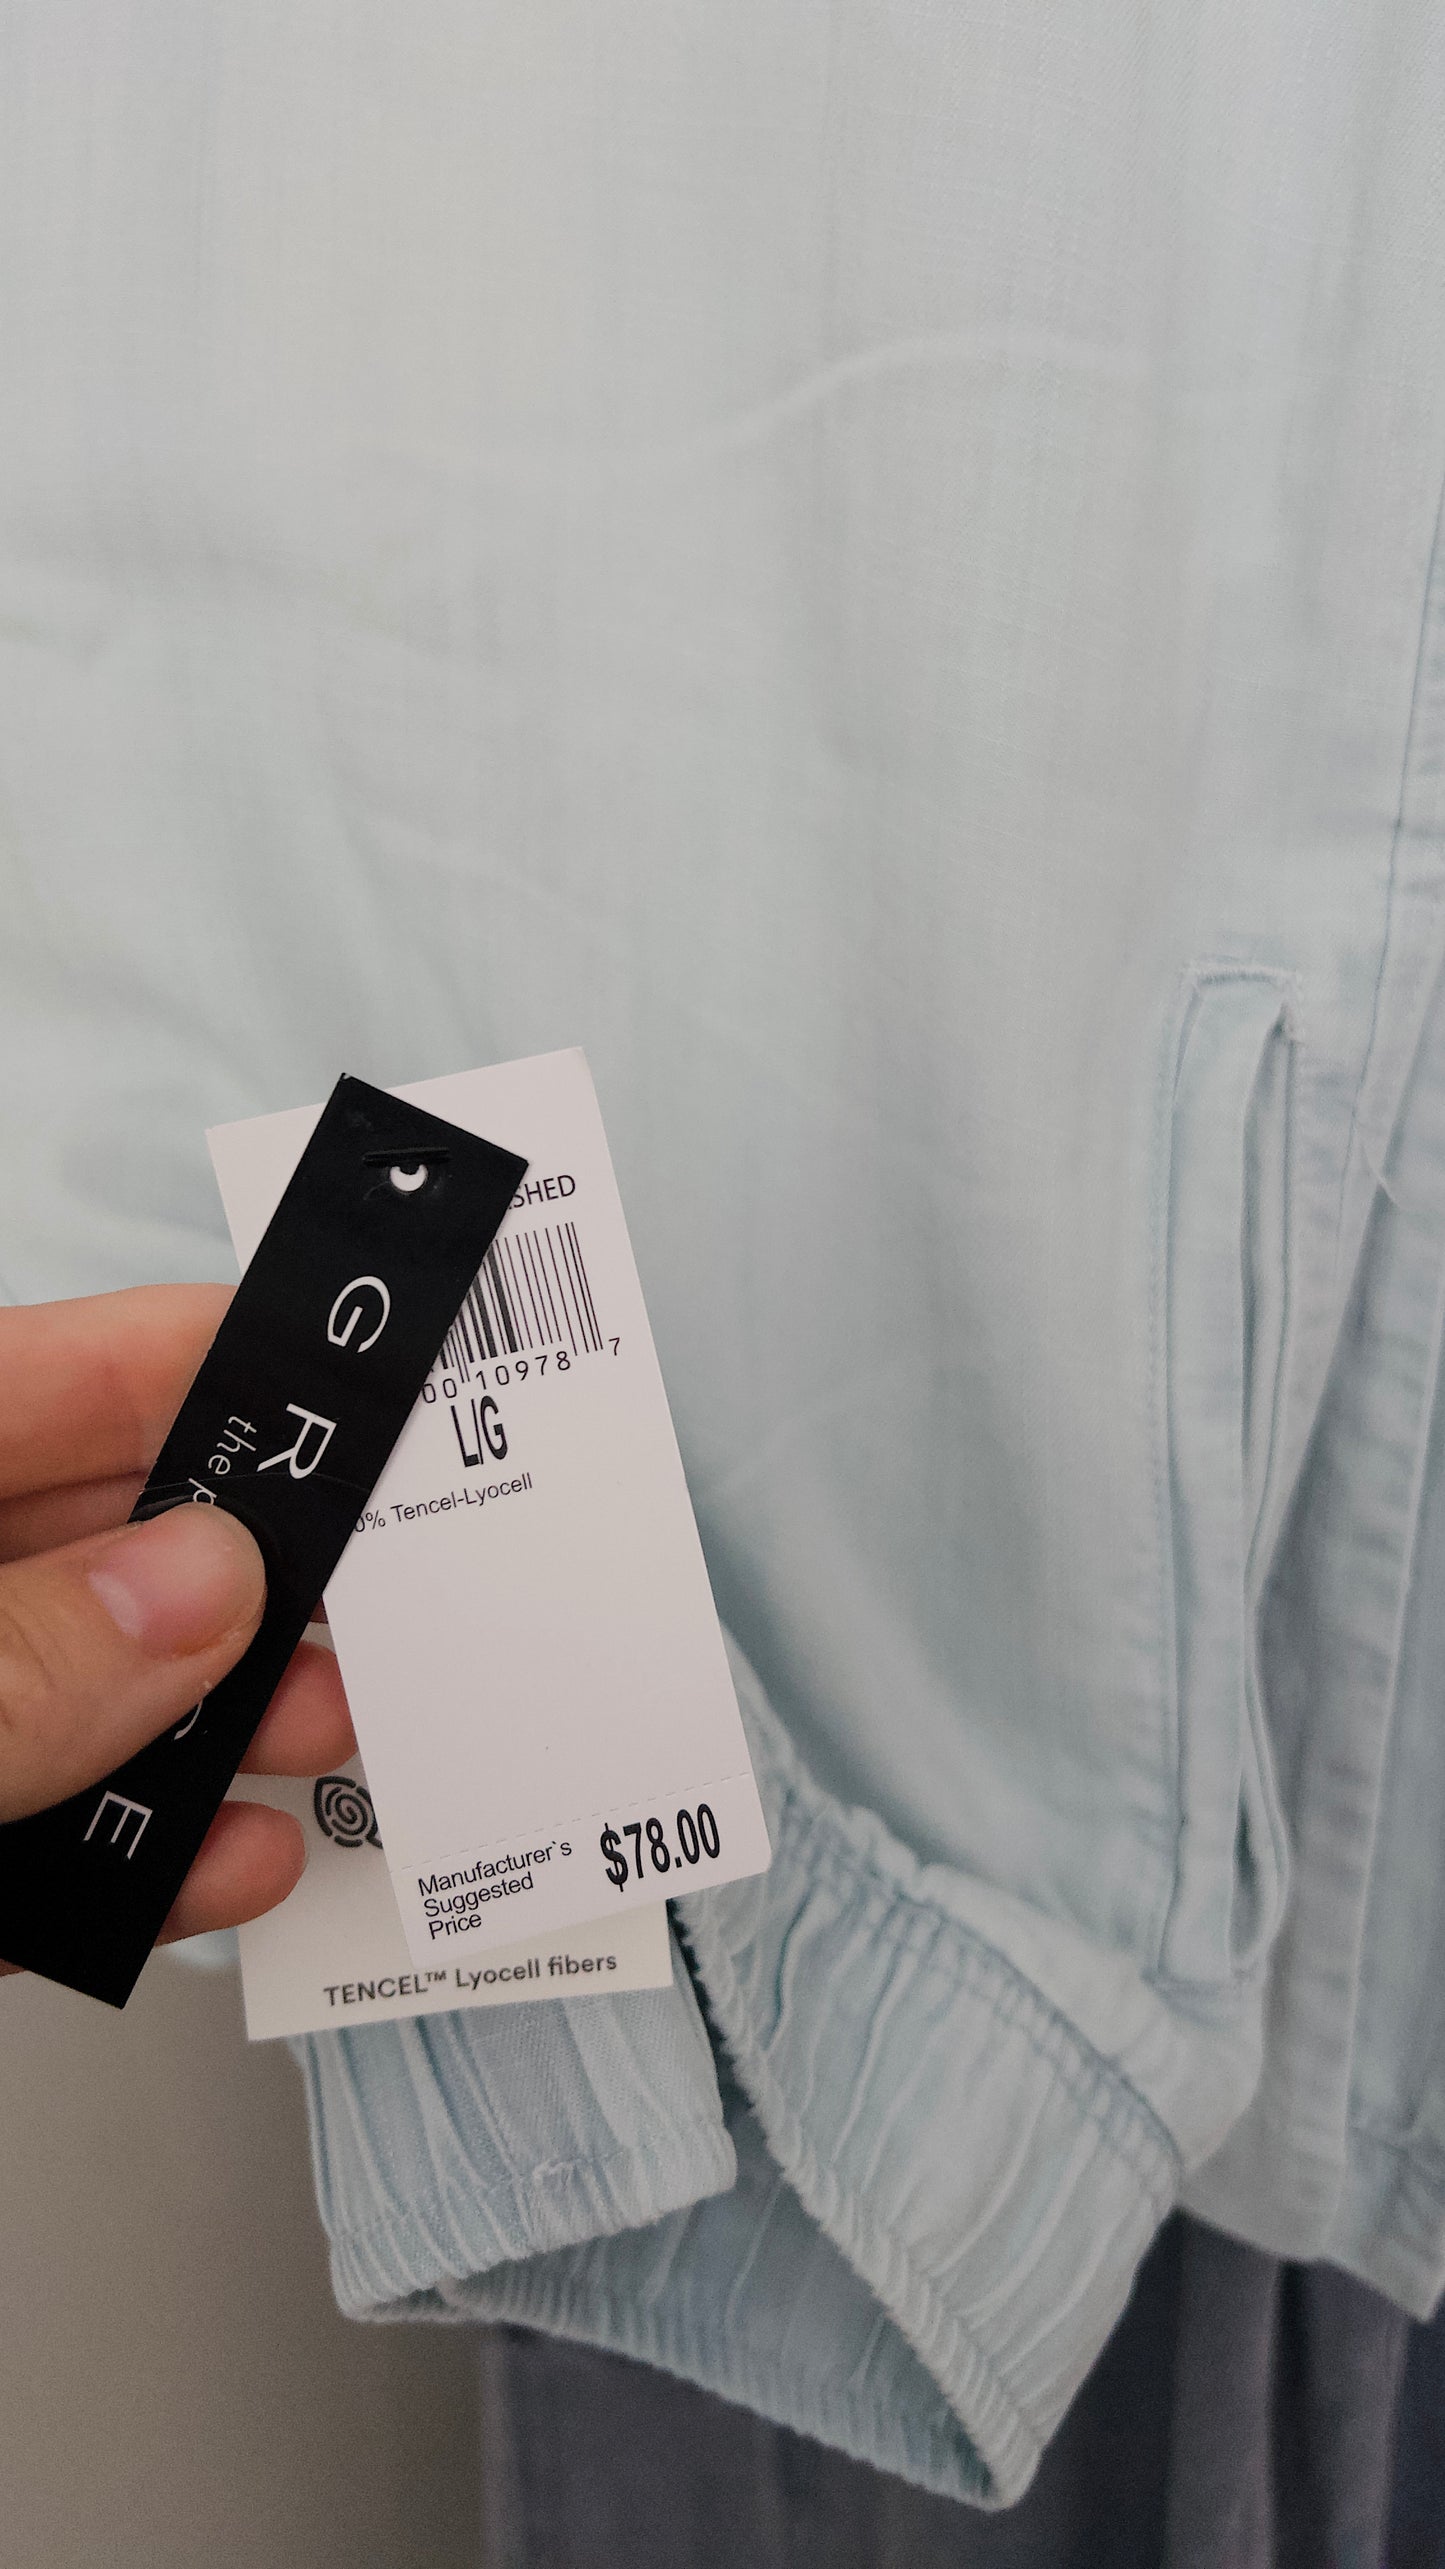 G R
the
C E
SHED
00 10978 7
L/G
0% Tencel-Lyocell
Manufacturer`s
Suggested
Price
$78.00
TENCEL™ Lyocell fibers